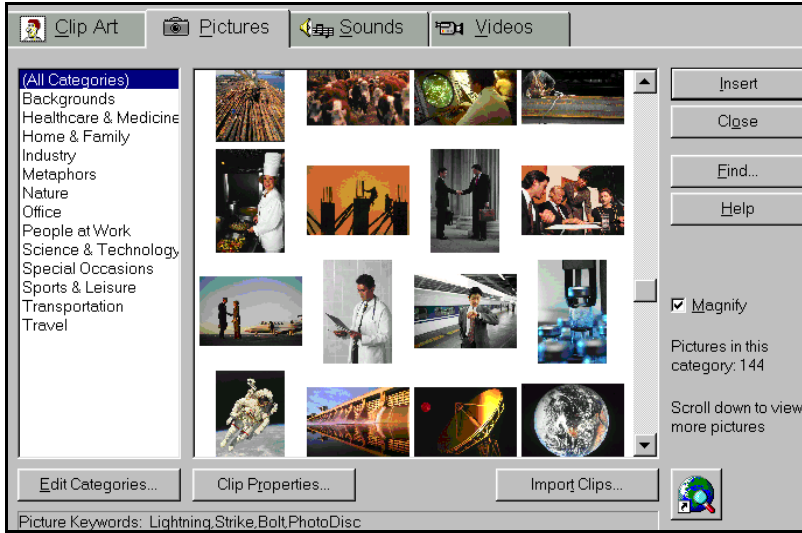 Clip Art
Pictures
Sounds
Videos
(All Categories)
Backgrounds
Healthcare & Medicine
Home & Family
Industry
Metaphors
Nature
Office
People at Work
Science & Technology
Special Occasions
Sports & Leisure
Transportation
Travel
Insert
Close
Find...
Help
Magnify
Pictures in this
category: 144
Scroll down to view
more pictures
Edit Categories...
Clip Properties...
Import Clips...
Picture Keywords: Lightning,Strike,Bolt,PhotoDisc